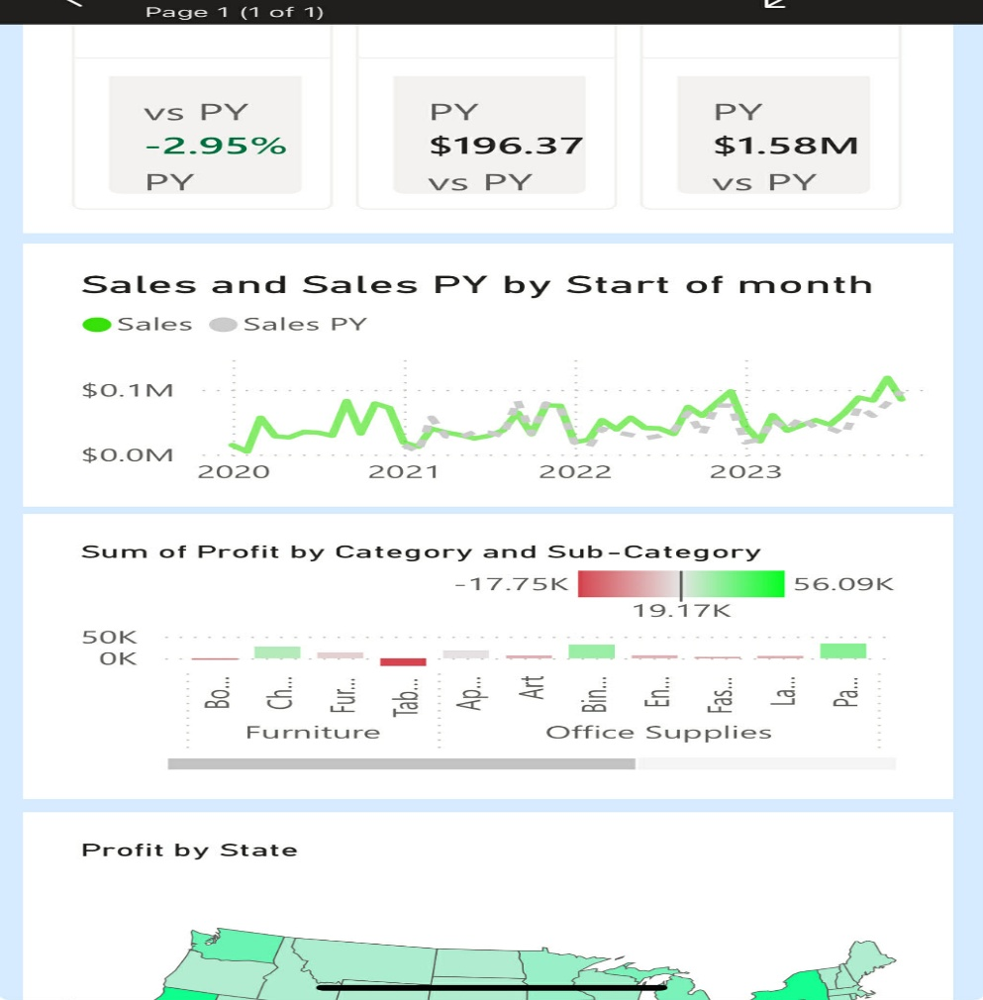 Page 1 (1 of 1)
vs PY
-2.95%
PY
PY
$196.37
vs PY
PY
$1.58M
vs PY
Sales and Sales PY by Start of month
Sales Sales PY
$0.1M
$0.0M
2020 2021 2022 2023
Sum of Profit by Category and Sub-Category
-17.75K 56.09K
19.17K
50K
0K
Bo... Ch... Fur... Tab... Ap... Art Bin... En... Fas... La... Pa...
Furniture Office Supplies
Profit by State